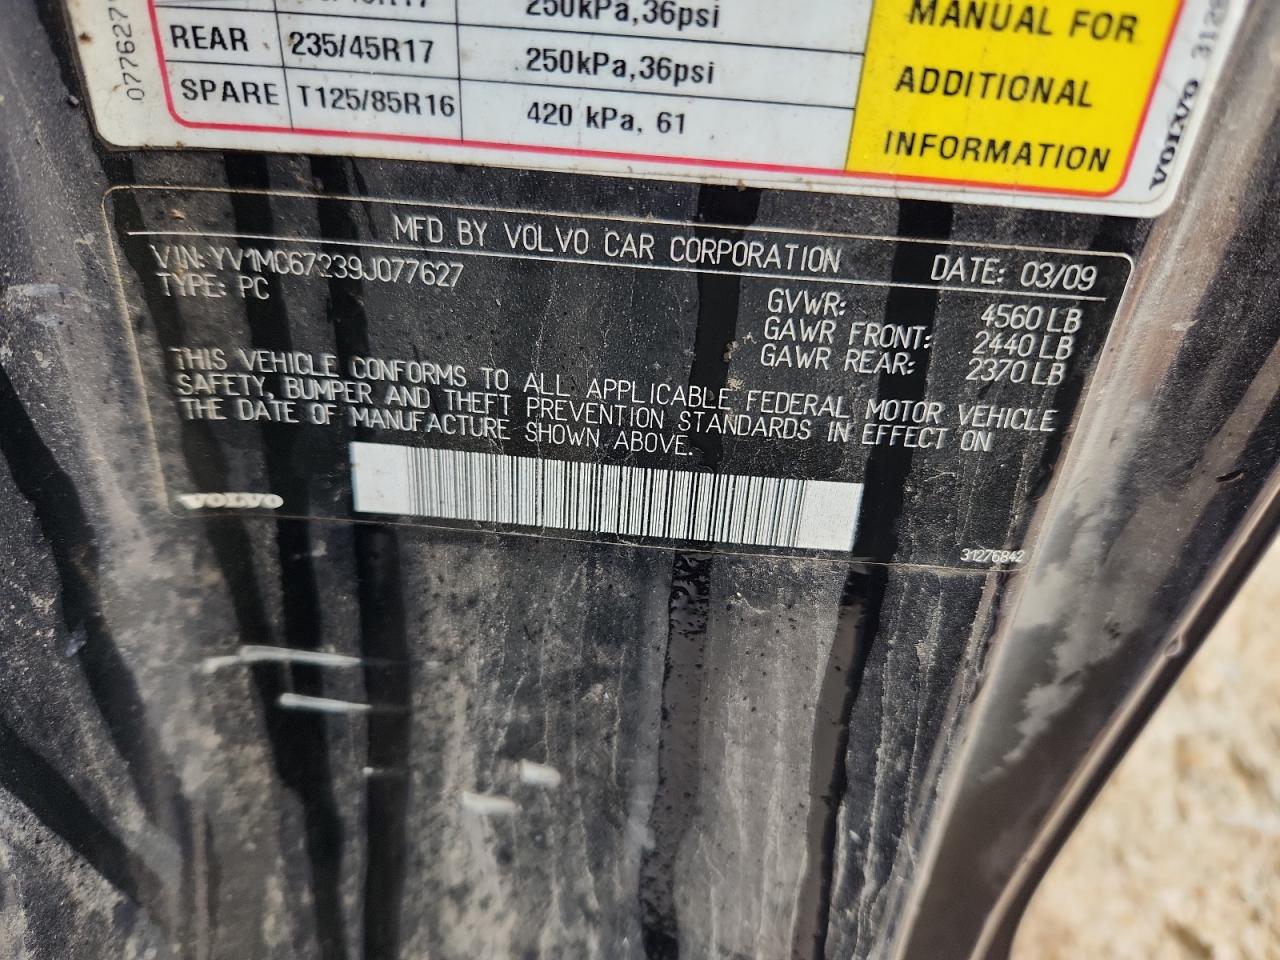 250kPa,36psi
REAR 235/45R17 250kPa,36psi
SPARE T125/85R16 420 kPa, 61
MANUAL FOR
ADDITIONAL
INFORMATION
VOLVO
077627
MFD BY VOLVO CAR CORPORATION
VIN: YV1MC67239J077627 DATE: 03/09
TYPE: PC
GVWR: 4560 LB
GAWR FRONT: 2440 LB
GAWR REAR: 2370 LB
THIS VEHICLE CONFORMS TO ALL APPLICABLE FEDERAL MOTOR VEHICLE
SAFETY, BUMPER AND THEFT PREVENTION STANDARDS IN EFFECT ON
THE DATE OF MANUFACTURE SHOWN ABOVE.
VOLVO
31276842